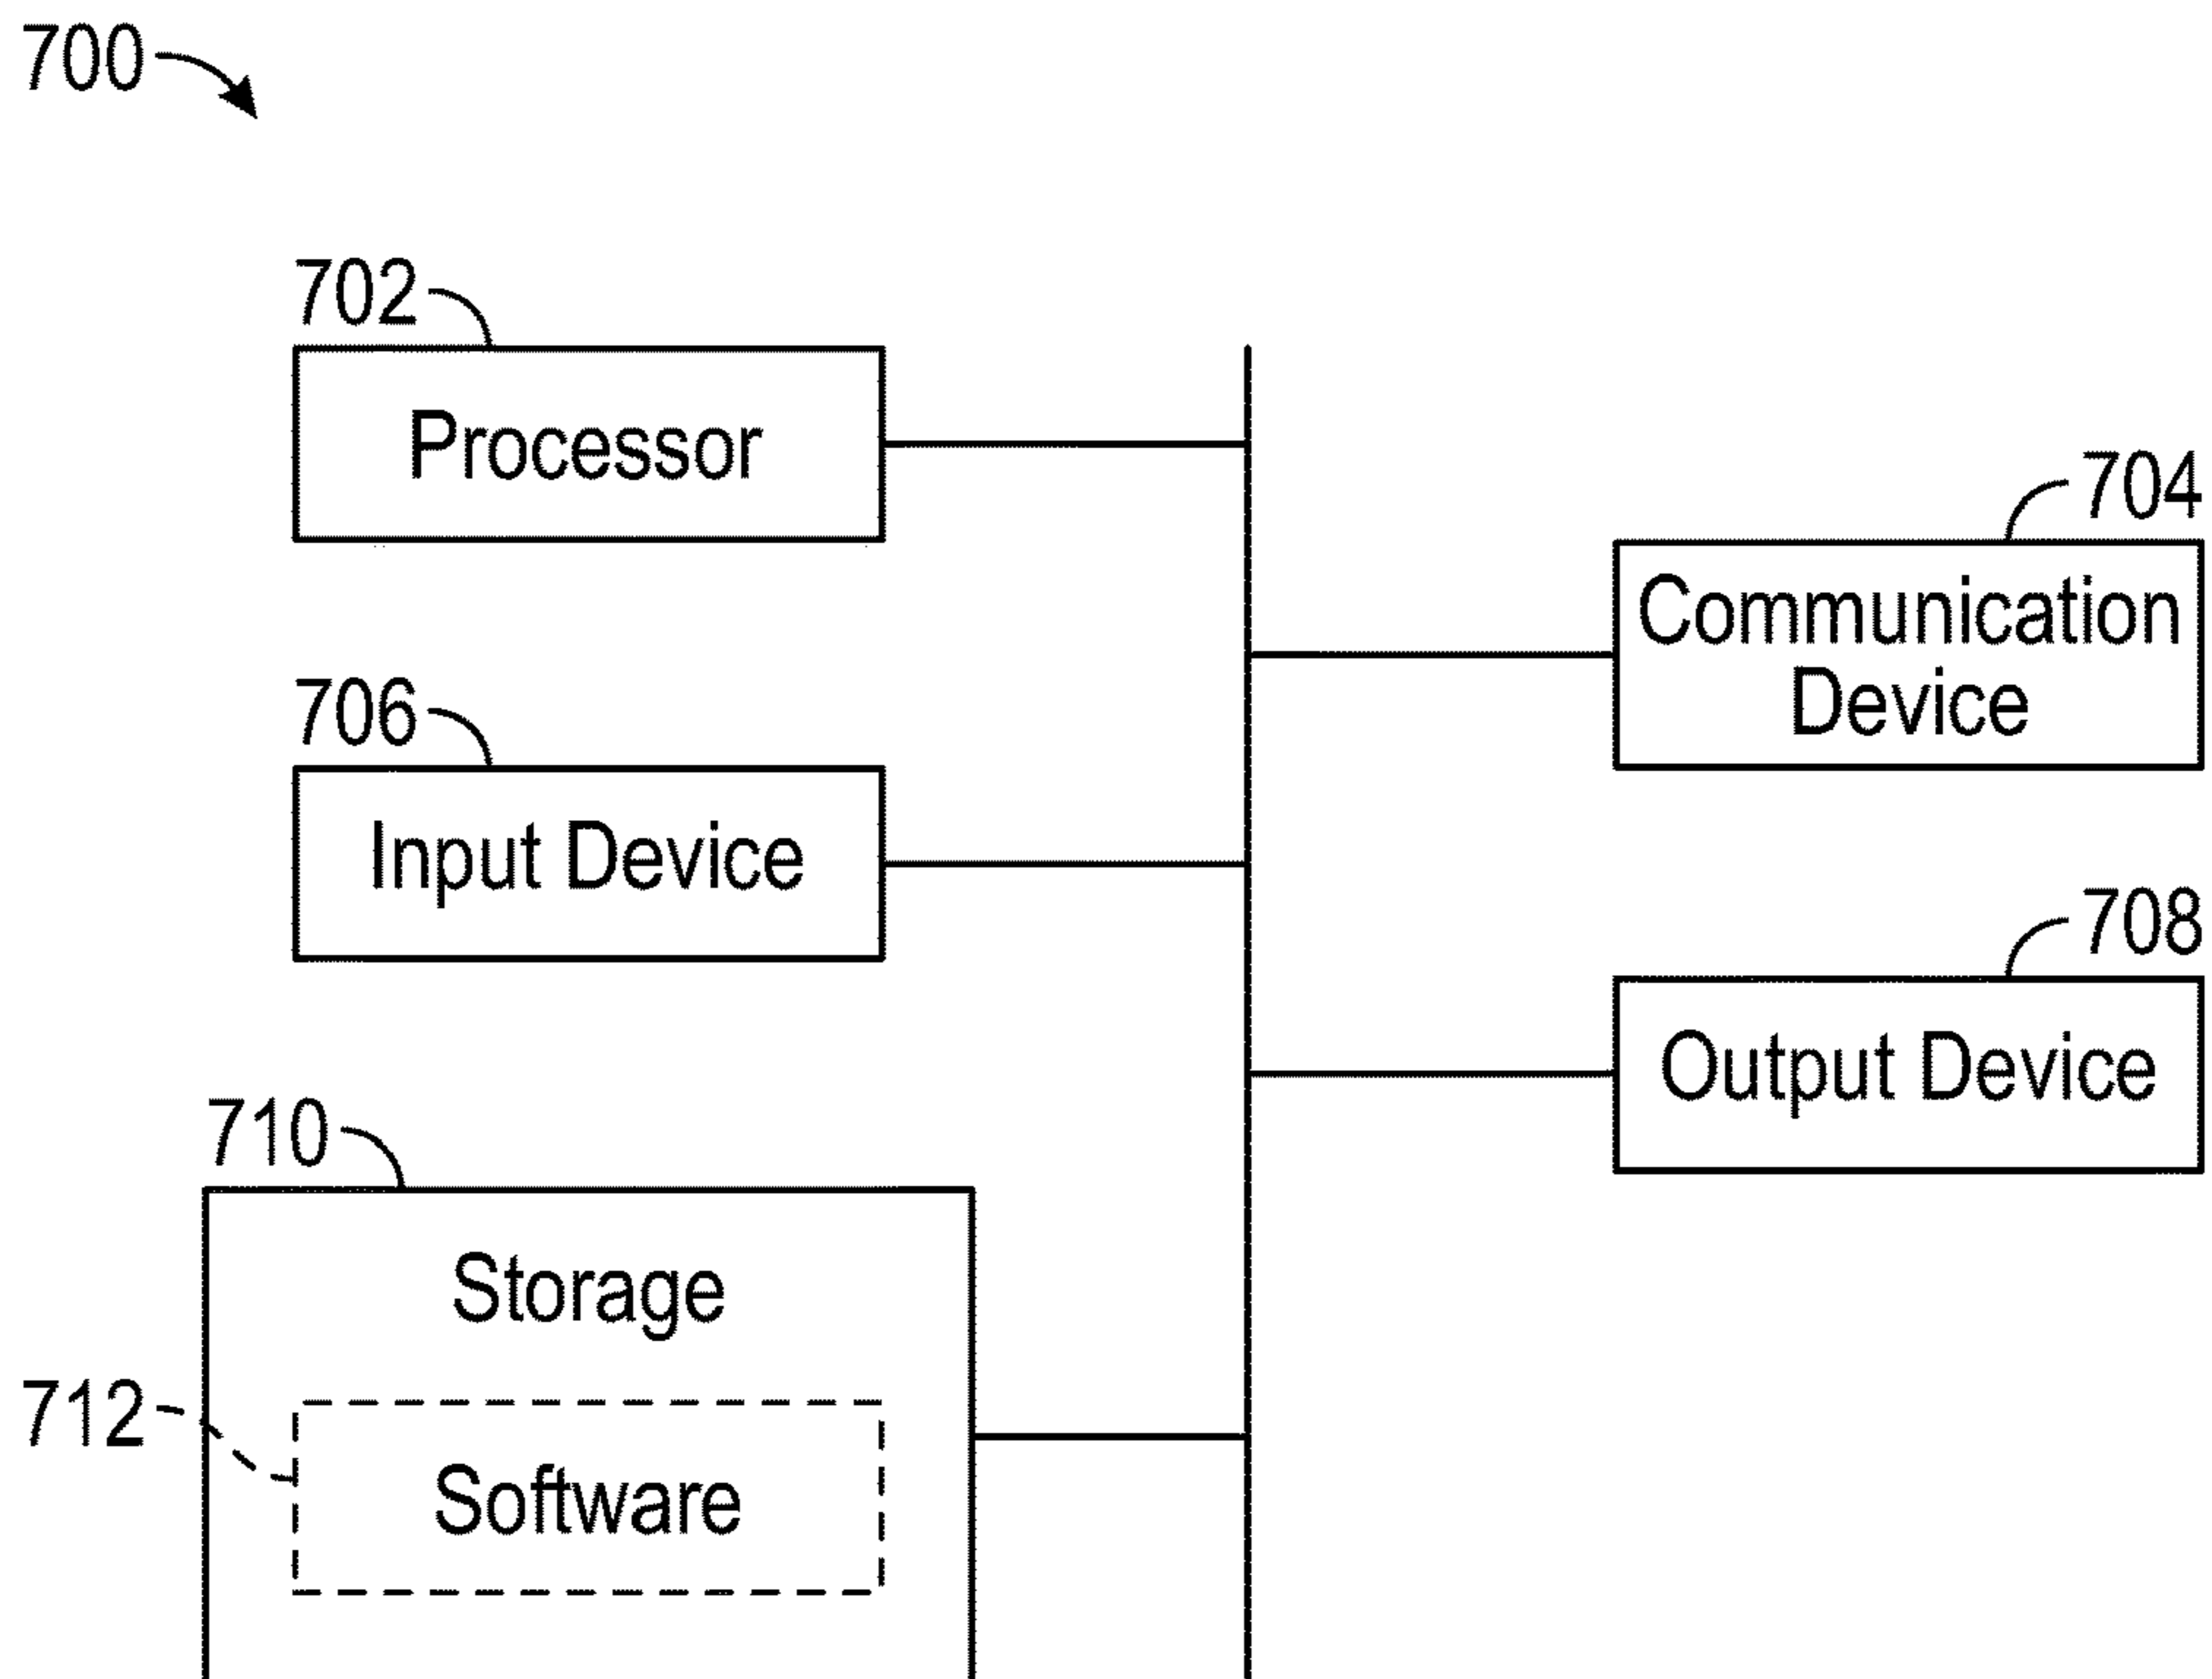 700
702
Processor
704
Communication
Device
706
Input Device
708
Output Device
710
Storage
712
Software